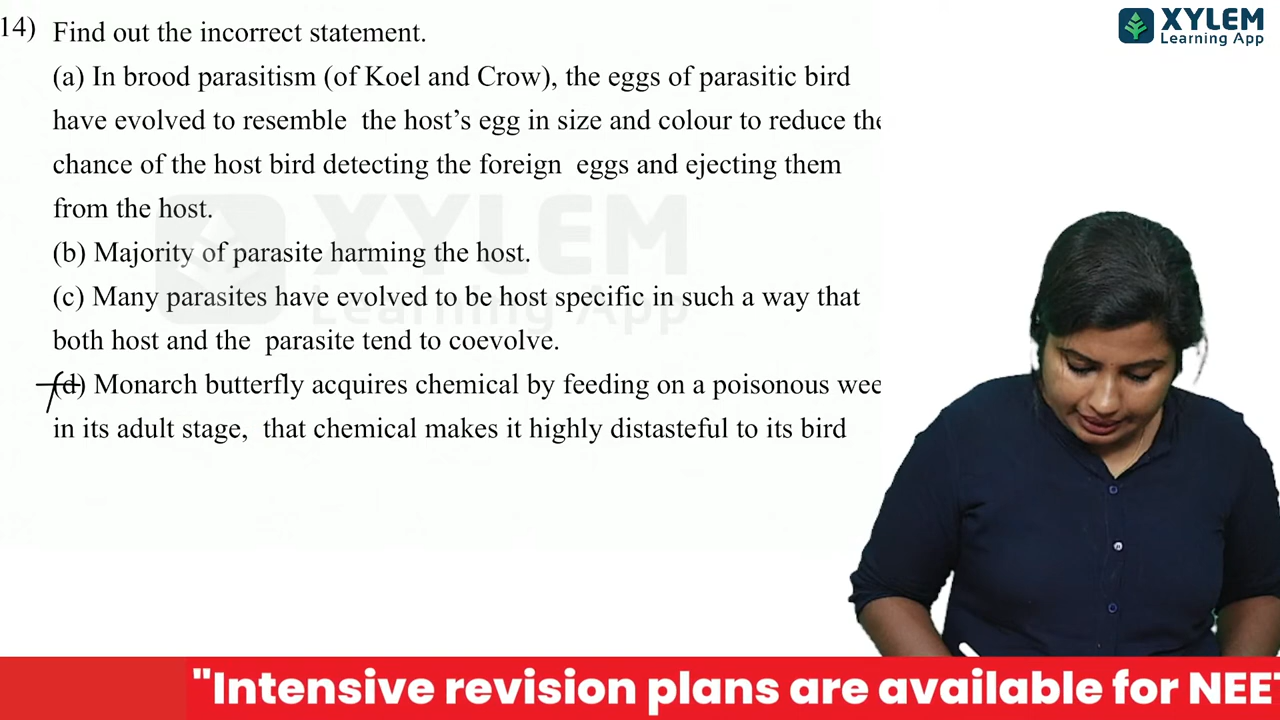 14) Find out the incorrect statement.
XYLEM
Learning App
(a) In brood parasitism (of Koel and Crow), the eggs of parasitic bird
have evolved to resemble the host's egg in size and colour to reduce the
chance of the host bird detecting the foreign eggs and ejecting them
from the host.
XYLEM
Learning App
(b) Majority of parasite harming the host.
(c) Many parasites have evolved to be host specific in such a way that
both host and the parasite tend to coevolve.
(d) Monarch butterfly acquires chemical by feeding on a poisonous wee
in its adult stage, that chemical makes it highly distasteful to its bird
"Intensive revision plans are available for NEET